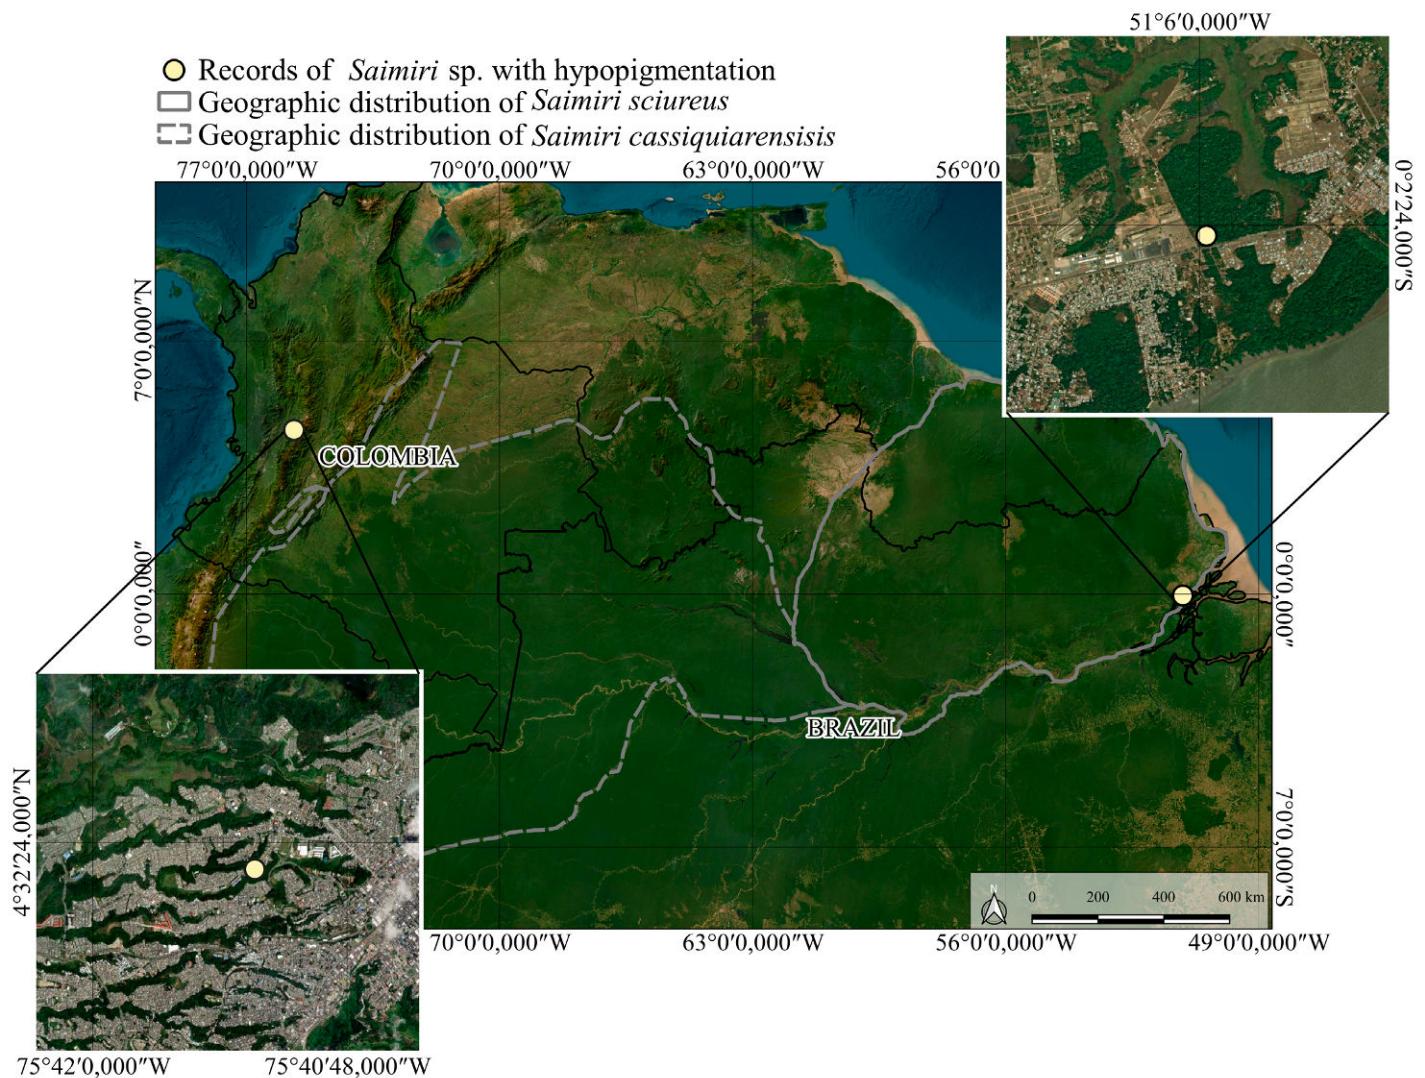 51°6′0,000″W
Records of Saimiri sp. with hypopigmentation
Geographic distribution of Saimiri sciureus
Geographic distribution of Saimiri cassiquiarensisis
77°0′0,000″W 70°0′0,000″W 63°0′0,000″W 56°0′0
0°2′24,000″S
7°0′0,000″N
COLOMBIA
0°0′0,000″
0°0′0,000″
BRAZIL
4°32′24,000″N
7°0′0,000″S
N
0 200 400 600 km
70°0′0,000″W 63°0′0,000″W 56°0′0,000″W 49°0′0,000″W
75°42′0,000″W 75°40′48,000″W